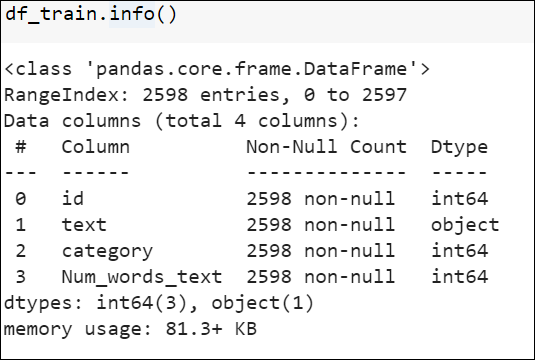 df_train.info()
<class 'pandas.core.frame.DataFrame'>
RangeIndex: 2598 entries, 0 to 2597
Data columns (total 4 columns):
 #   Column          Non-Null Count  Dtype
---  ------          --------------  -----
 0   id              2598 non-null   int64
 1   text            2598 non-null   object
 2   category        2598 non-null   int64
 3   Num_words_text  2598 non-null   int64
dtypes: int64(3), object(1)
memory usage: 81.3+ KB